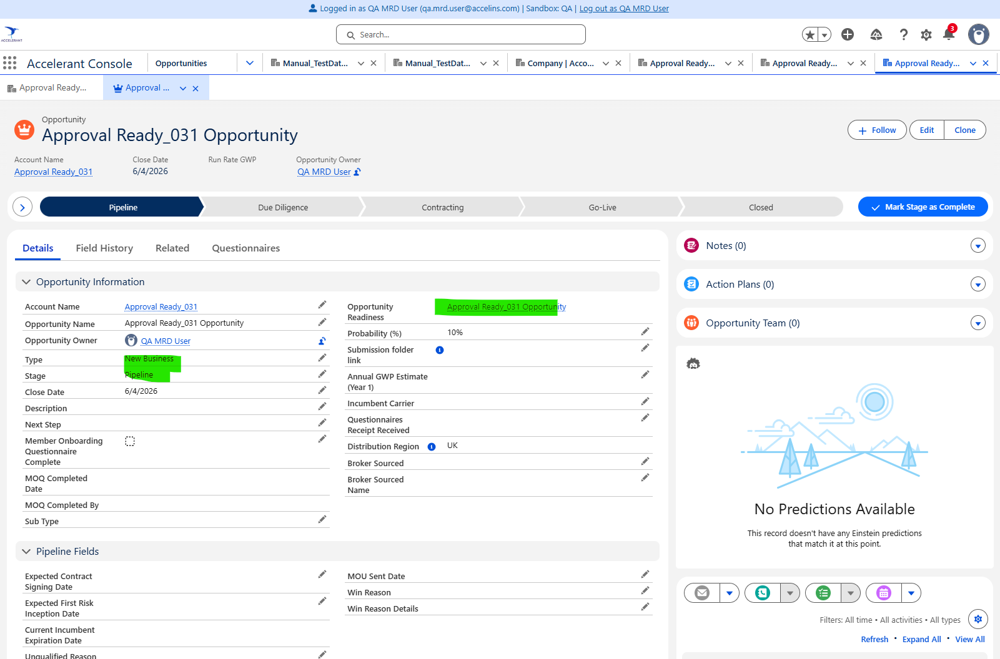 Logged in as QA MRD User (qa.mrd.user@accelins.com) | Sandbox: QA | Log out as QA MRD User
ACCELERANT
Search...
3
Accelerant Console
Opportunities
Manual_TestDat...
Manual_TestDat...
Company | Acco...
Approval Ready...
Approval Ready...
Approval Ready...
Approval Ready...
Approval ...
Opportunity
Approval Ready_031 Opportunity
Follow
Edit
Clone
Account Name
Close Date
Run Rate GWP
Opportunity Owner
Approval Ready_031
6/4/2026
QA MRD User
Pipeline
Due Diligence
Contracting
Go-Live
Closed
Mark Stage as Complete
Details
Field History
Related
Questionnaires
Opportunity Information
Account Name
Approval Ready_031
Opportunity Name
Approval Ready_031 Opportunity
Opportunity Owner
QA MRD User
Type
New Business
Stage
Pipeline
Close Date
6/4/2026
Description
Next Step
Member Onboarding
Questionnaire
Complete
MOQ Completed
Date
MOQ Completed By
Sub Type
Opportunity
Readiness
Approval Ready_031 Opportunity
Probability (%)
10%
Submission folder
link
Annual GWP Estimate
(Year 1)
Incumbent Carrier
Questionnaires
Receipt Received
Distribution Region
UK
Broker Sourced
Broker Sourced
Name
Pipeline Fields
Expected Contract
Signing Date
Expected First Risk
Inception Date
Current Incumbent
Expiration Date
Unqualified Reason
MOU Sent Date
Win Reason
Win Reason Details
Notes (0)
Action Plans (0)
Opportunity Team (0)
No Predictions Available
This record doesn't have any Einstein predictions
that match it at this point.
Filters: All time • All activities • All types
Refresh • Expand All • View All